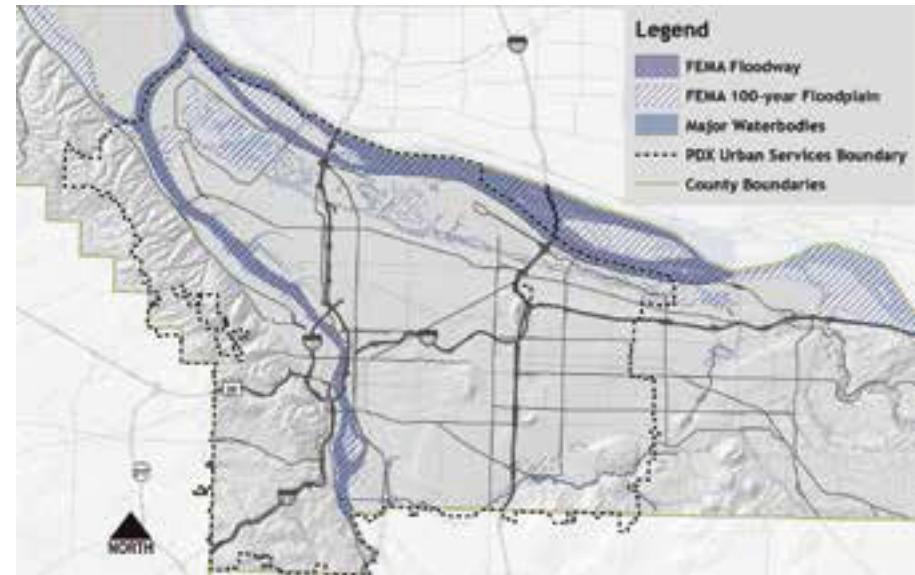 Legend
FEMA Floodway
FEMA 100-year Floodplain
Major Waterbodies
PDX Urban Services Boundary
County Boundaries
NORTH